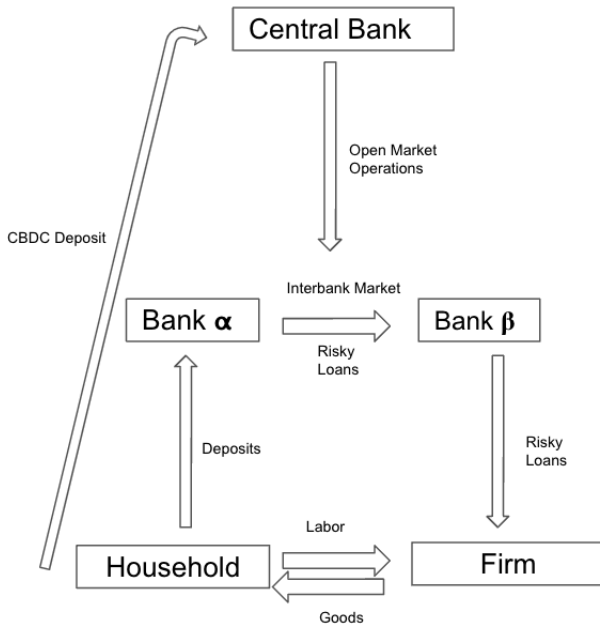 Central Bank
Open Market
Operations
CBDC Deposit
Interbank Market
Bank α
Bank β
Risky
Loans
Deposits
Risky
Loans
Labor
Household
Firm
Goods